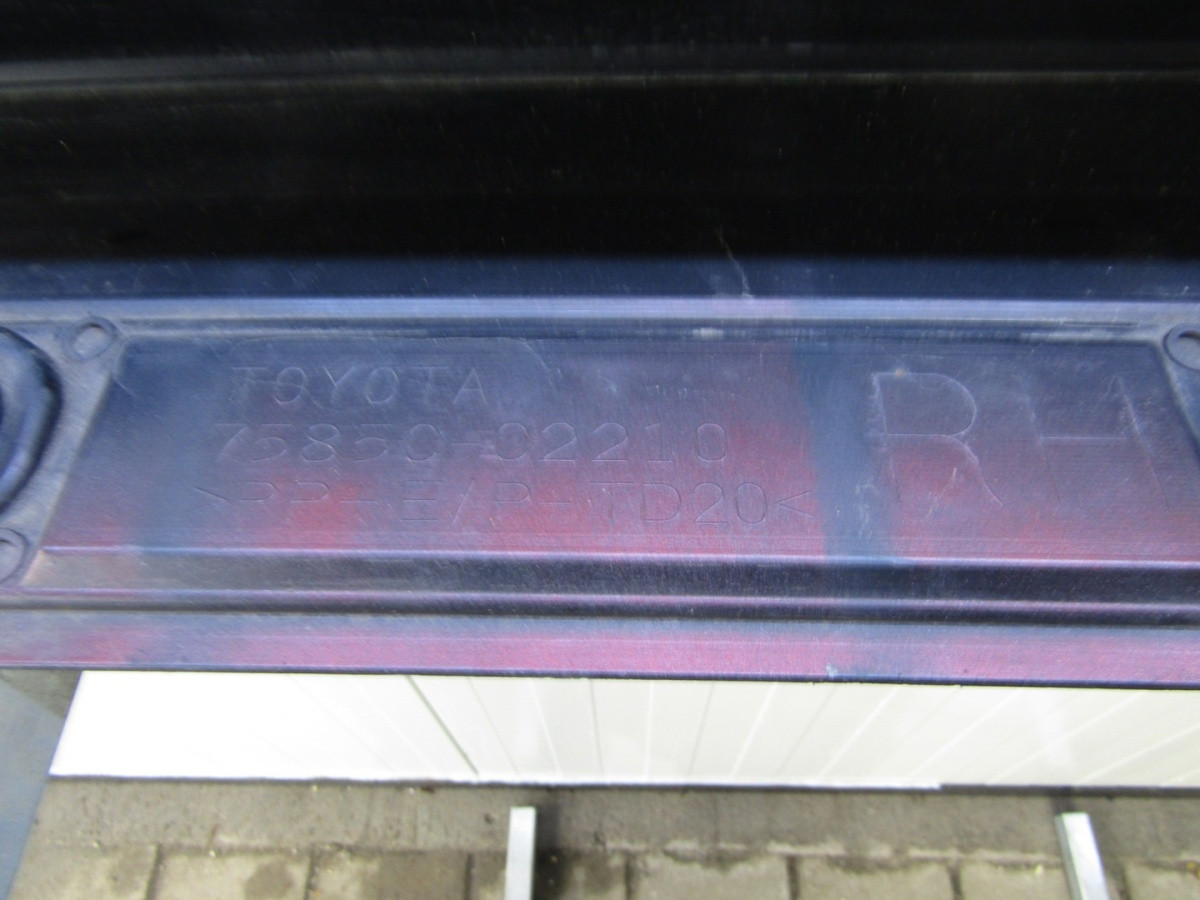 TOYOTA
75850-02210
>PP-E/P-TD20<
RH